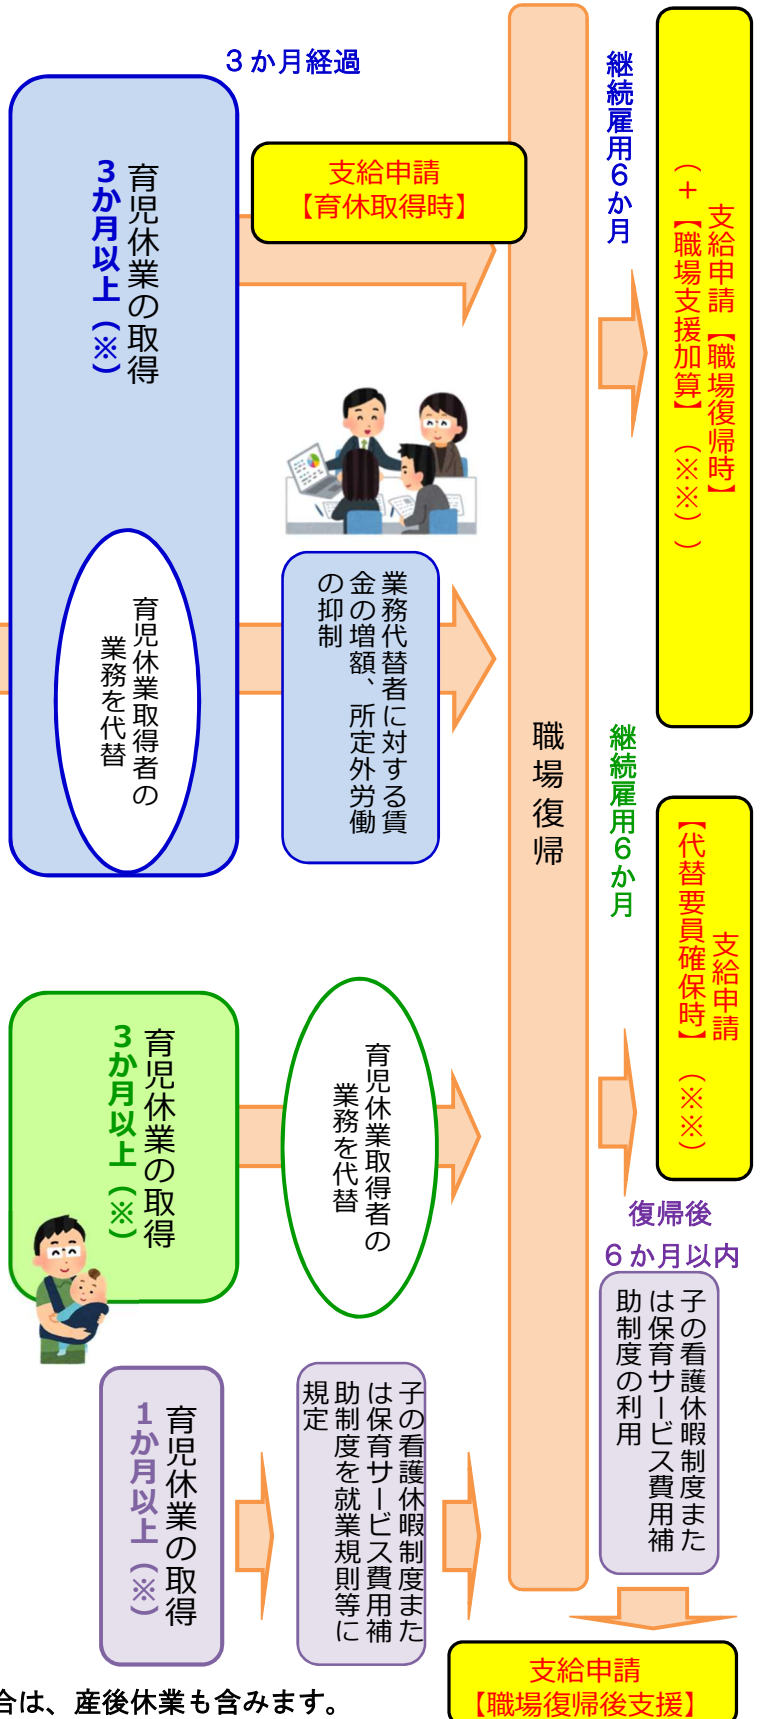 ３か月経過
育児休業の取得
３か月以上（※）
支給申請
【育休取得時】
継続雇用６か月
支給申請【職場復帰時】
（＋【職場支援加算】（※※））
育児休業取得者の
業務を代替
業務代替者に対する賃
金の増額、所定外労働
の抑制
職場復帰
継続雇用６か月
支給申請
【代替要員確保時】（※※）
育児休業の取得
３か月以上（※）
育児休業取得者の
業務を代替
復帰後
６か月以内
子の看護休暇制度また
は保育サービス費用補
助制度の利用
育児休業の取得
１か月以上（※）
子の看護休暇制度また
は保育サービス費用補
助制度を就業規則等に
規定
支給申請
【職場復帰後支援】
合は、産後休業も含みます。